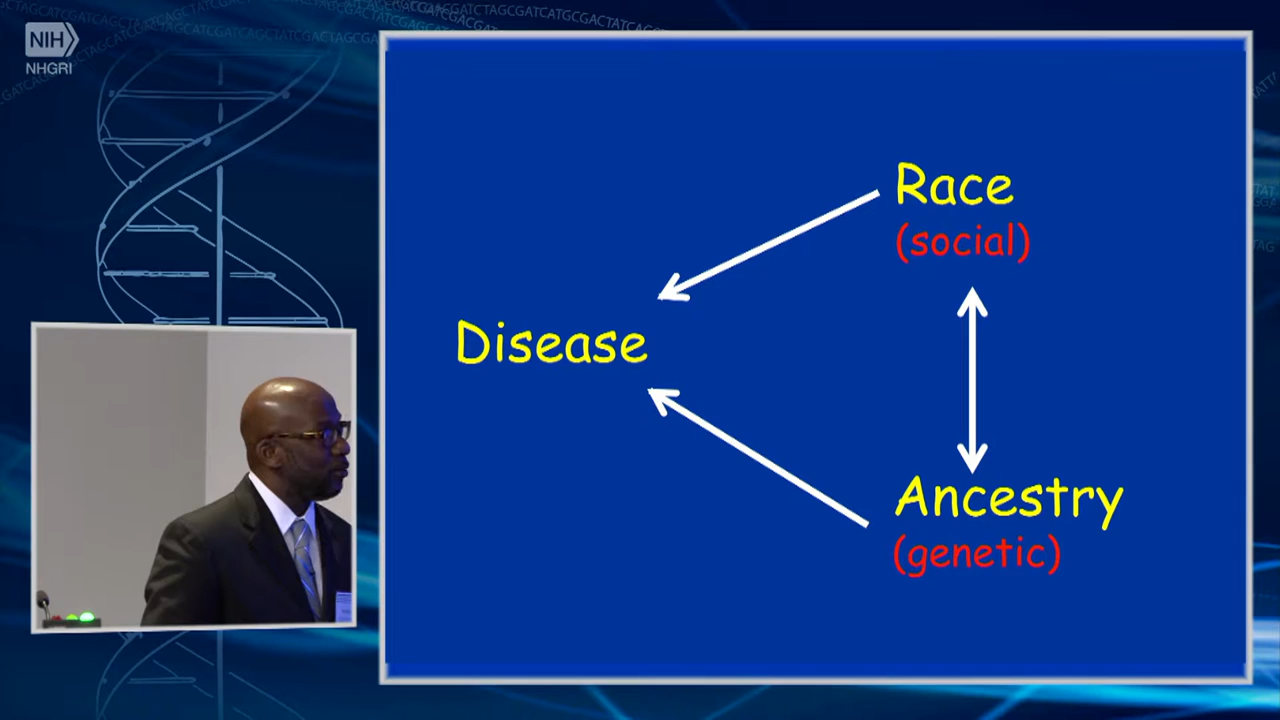 NIH
NHGRI
Race
(social)
Disease
Ancestry
(genetic)